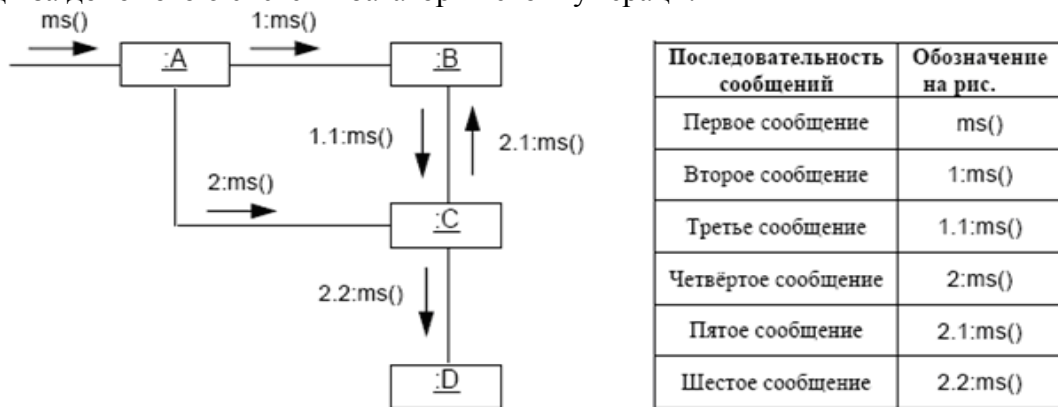 ms()
1:ms()
:A
:B
1.1:ms()
2.1:ms()
2:ms()
:C
2.2:ms()
:D
Последовательность сообщений
Обозначение на рис.
Первое сообщение
ms()
Второе сообщение
1:ms()
Третье сообщение
1.1:ms()
Четвёртое сообщение
2:ms()
Пятое сообщение
2.1:ms()
Шестое сообщение
2.2:ms()